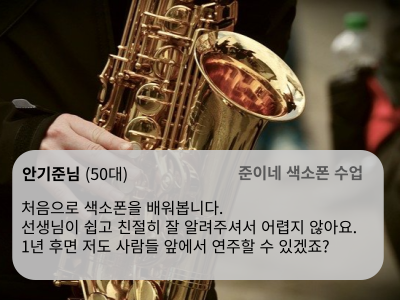 안기준님 (50대) 준이네 색소폰 수업
처음으로 색소폰을 배워봅니다.
선생님이 쉽고 친절히 잘 알려주셔서 어렵지 않아요.
1년 후면 저도 사람들 앞에서 연주할 수 있겠죠?